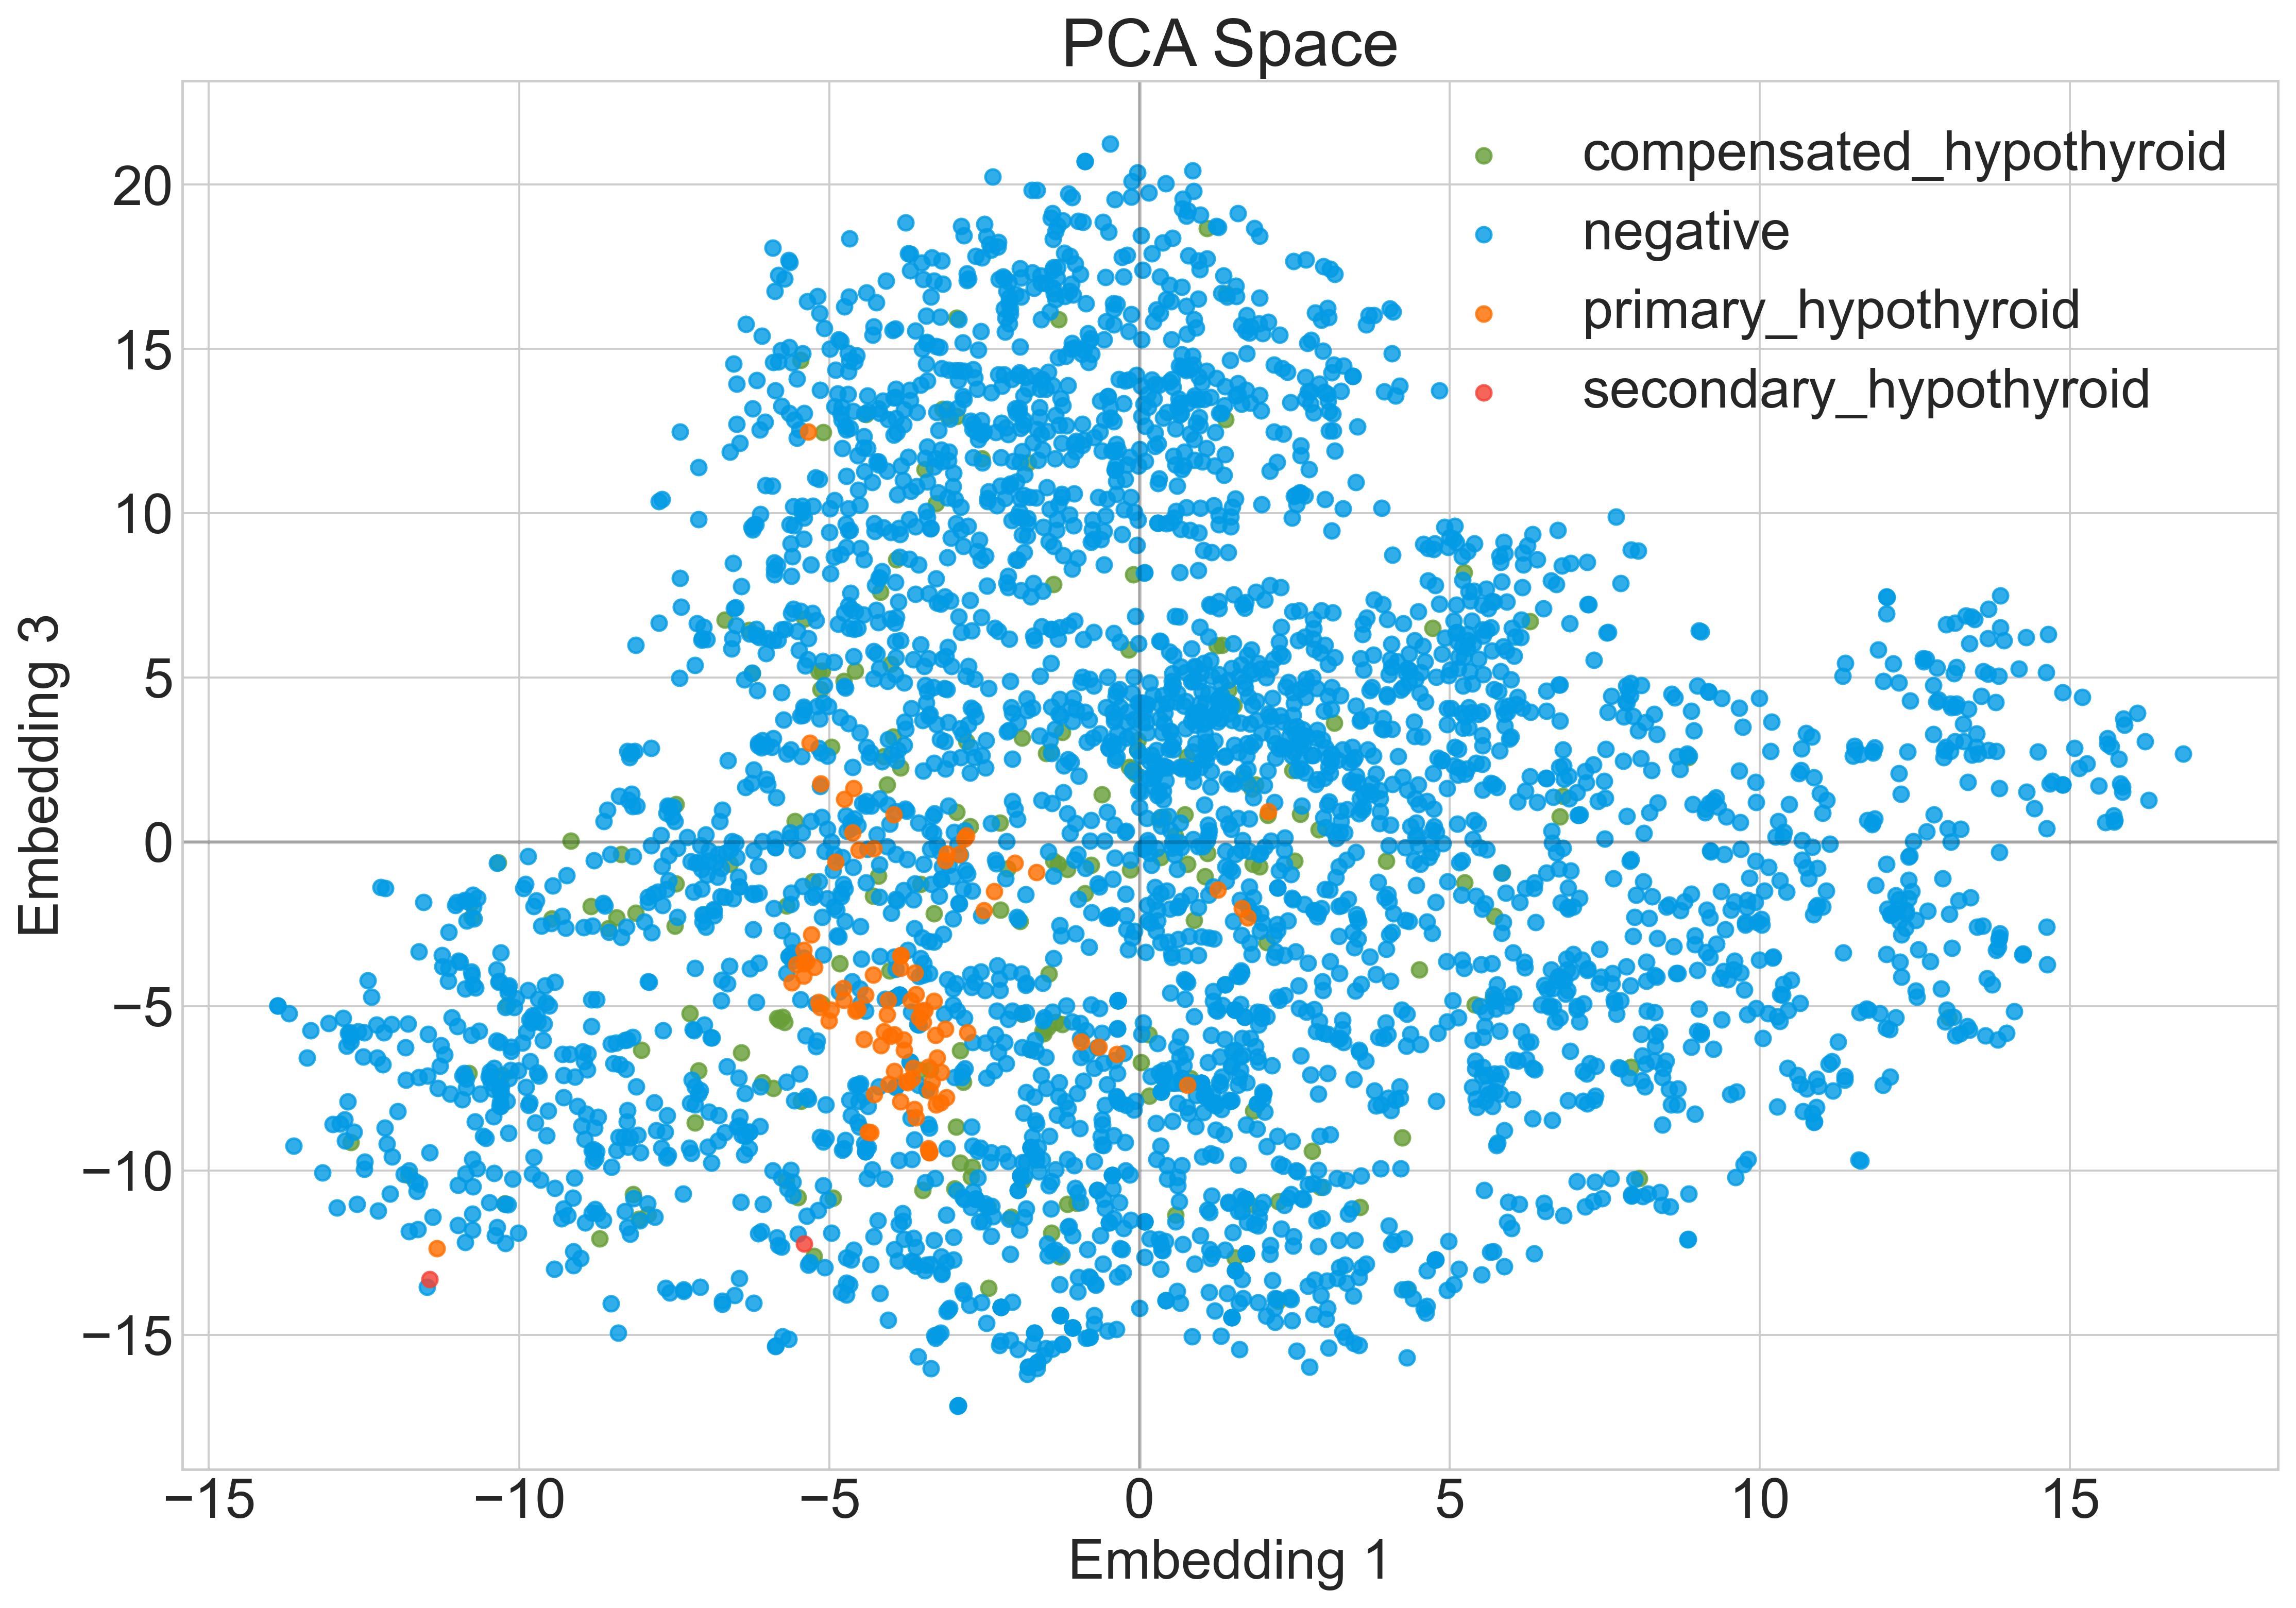 PCA Space
compensated_hypothyroid
negative
primary_hypothyroid
secondary_hypothyroid
20
15
10
5
0
−5
−10
−15
Embedding 3
−15 −10 −5 0 5 10 15
Embedding 1